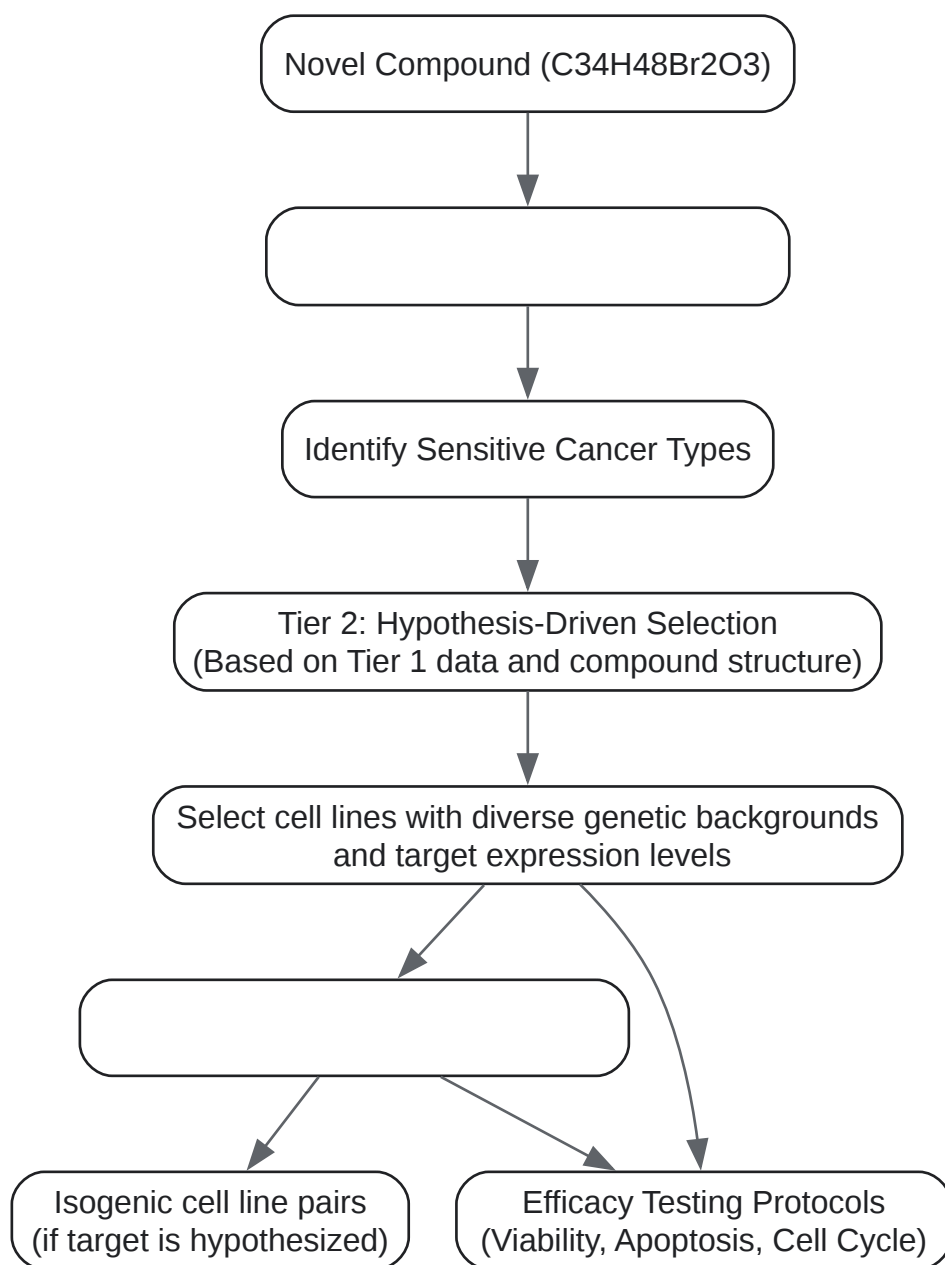 Novel Compound (C34H48Br2O3)
Identify Sensitive Cancer Types
Tier 2: Hypothesis-Driven Selection
(Based on Tier 1 data and compound structure)
Select cell lines with diverse genetic backgrounds
and target expression levels
Isogenic cell line pairs
(if target is hypothesized)
Efficacy Testing Protocols
(Viability, Apoptosis, Cell Cycle)